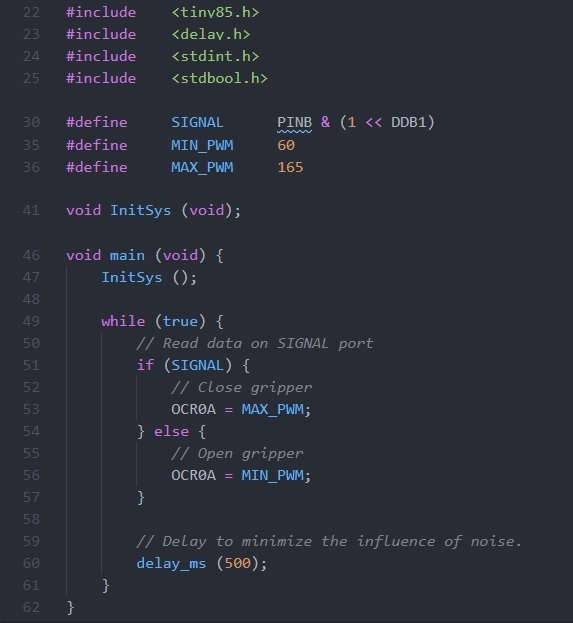 22 #include <tiny85.h>
23 #include <delay.h>
24 #include <stdint.h>
25 #include <stdbool.h>
30 #define SIGNAL PINB & (1 << DDB1)
35 #define MIN_PWM 60
36 #define MAX_PWM 165
41 void InitSys (void);
46 void main (void) {
47 InitSys ();
48
49 while (true) {
50 // Read data on SIGNAL port
51 if (SIGNAL) {
52 // Close gripper
53 OCR0A = MAX_PWM;
54 } else {
55 // Open gripper
56 OCR0A = MIN_PWM;
57 }
58
59 // Delay to minimize the influence of noise.
60 delay_ms (500);
61 }
62 }